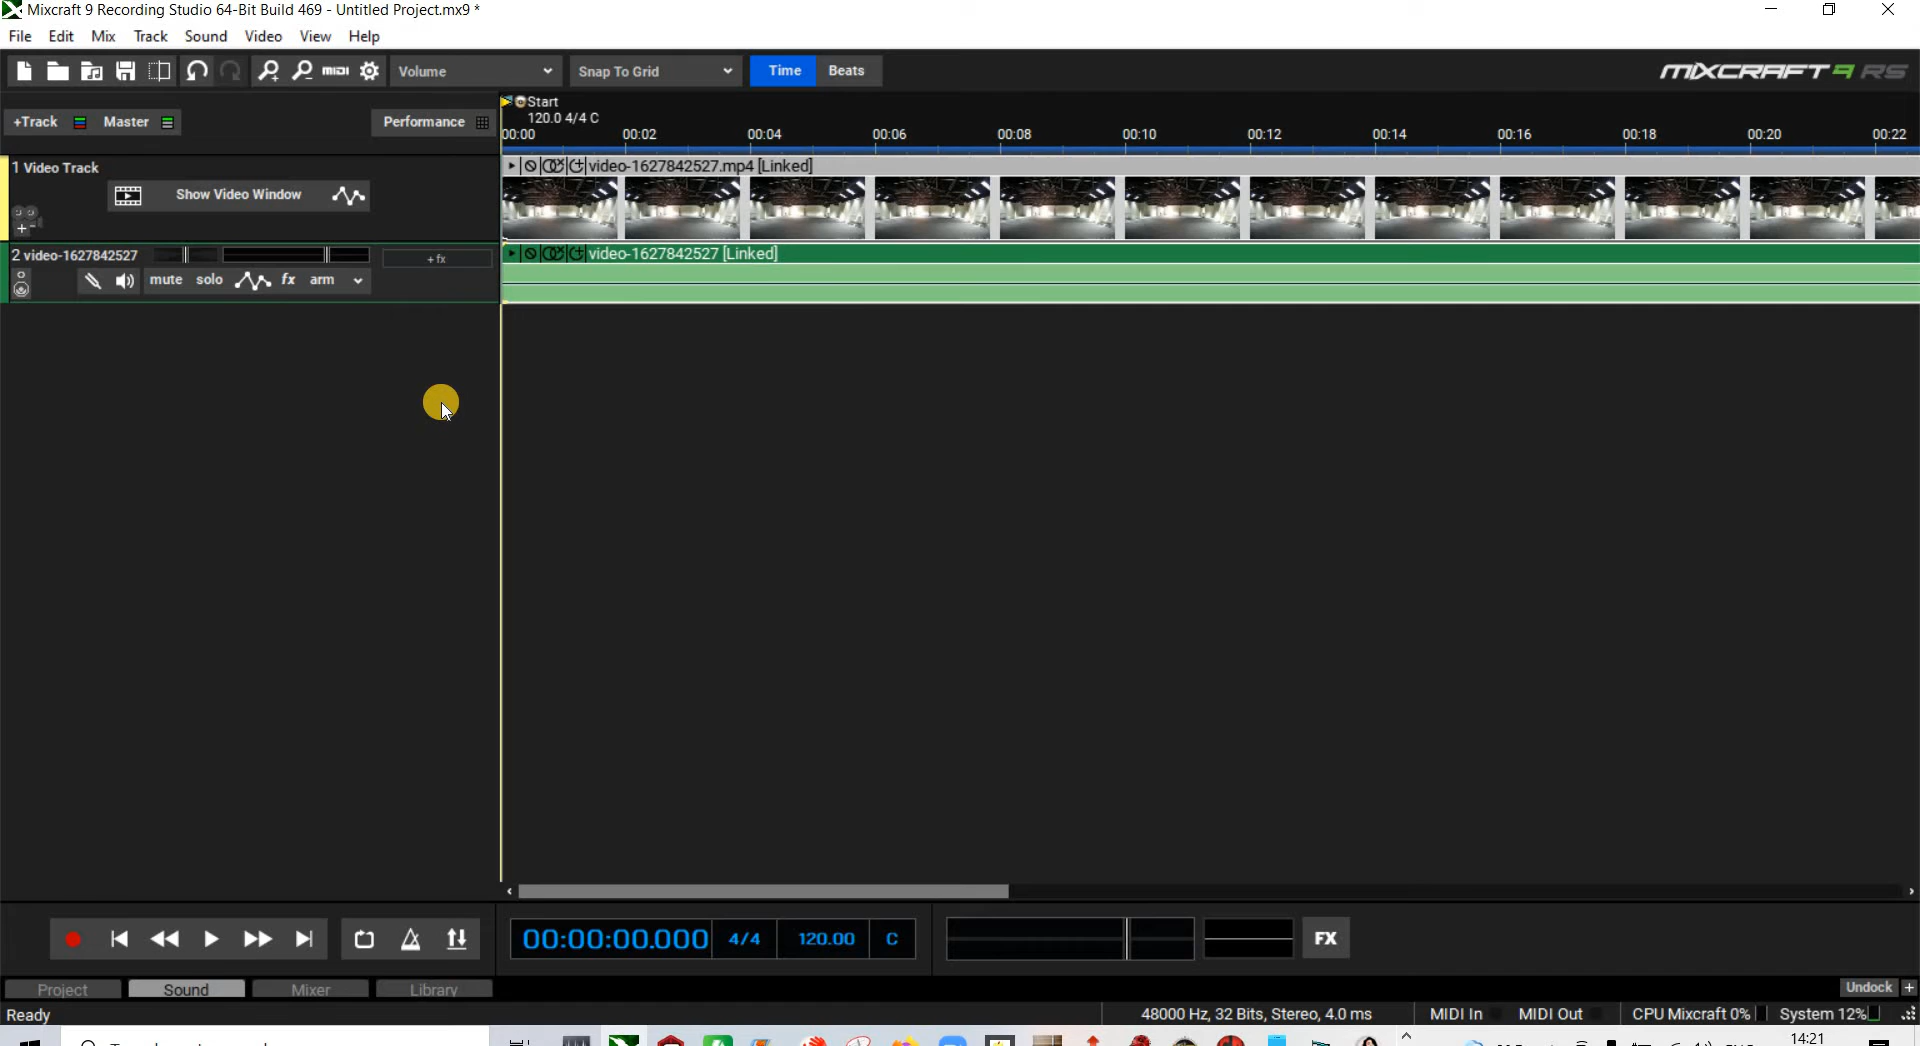 Mixcraft 9 Recording Studio 64-Bit Build 469 - Untitled Project.mx9 *
File Edit Mix Track Sound Video View Help
MIDI Volume Snap To Grid Time Beats MIXCRAFT 9 RS
+Track Master Performance
Start
120.0 4/4 C
00:00 00:02 00:04 00:06 00:08 00:10 00:12 00:14 00:16 00:18 00:20 00:22
1 Video Track
video-1627842527.mp4 [Linked]
Show Video Window
2 video-1627842527
+fx
video-1627842527 [Linked]
mute solo fx arm
00:00:00.000 4/4 120.00 C FX
Project Sound Mixer Library
Undock +
Ready
48000 Hz, 32 Bits, Stereo, 4.0 ms MIDI In MIDI Out CPU Mixcraft 0% System 12%
14:21